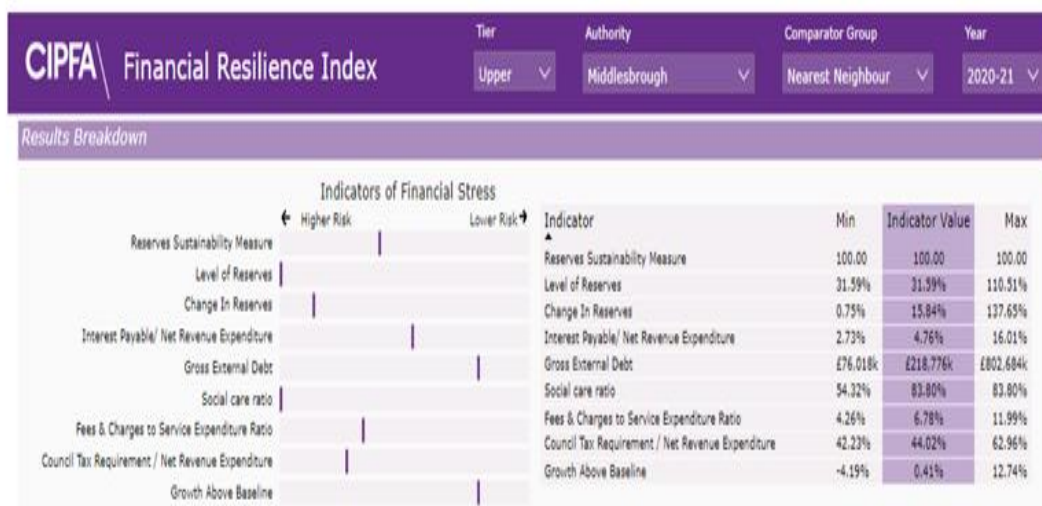 CIPFA\ Financial Resilience Index
Tier
Upper
Authority
Middlesbrough
Comparator Group
Nearest Neighbour
Year
2020-21
Results Breakdown
Indicators of Financial Stress
← Higher Risk Lower Risk →
Reserves Sustainability Measure
Level of Reserves
Change In Reserves
Interest Payable/ Net Revenue Expenditure
Gross External Debt
Social care ratio
Fees & Charges to Service Expenditure Ratio
Council Tax Requirement / Net Revenue Expenditure
Growth Above Baseline
Indicator Min Indicator Value Max
Reserves Sustainability Measure 100.00 100.00 100.00
Level of Reserves 31.59% 31.59% 110.51%
Change In Reserves 0.75% 15.84% 137.65%
Interest Payable/ Net Revenue Expenditure 2.73% 4.76% 16.01%
Gross External Debt £76,018k £218,776k £802,684k
Social care ratio 54.32% 83.80% 83.80%
Fees & Charges to Service Expenditure Ratio 4.26% 6.78% 11.99%
Council Tax Requirement / Net Revenue Expenditure 42.23% 44.02% 62.96%
Growth Above Baseline -4.19% 0.41% 12.74%